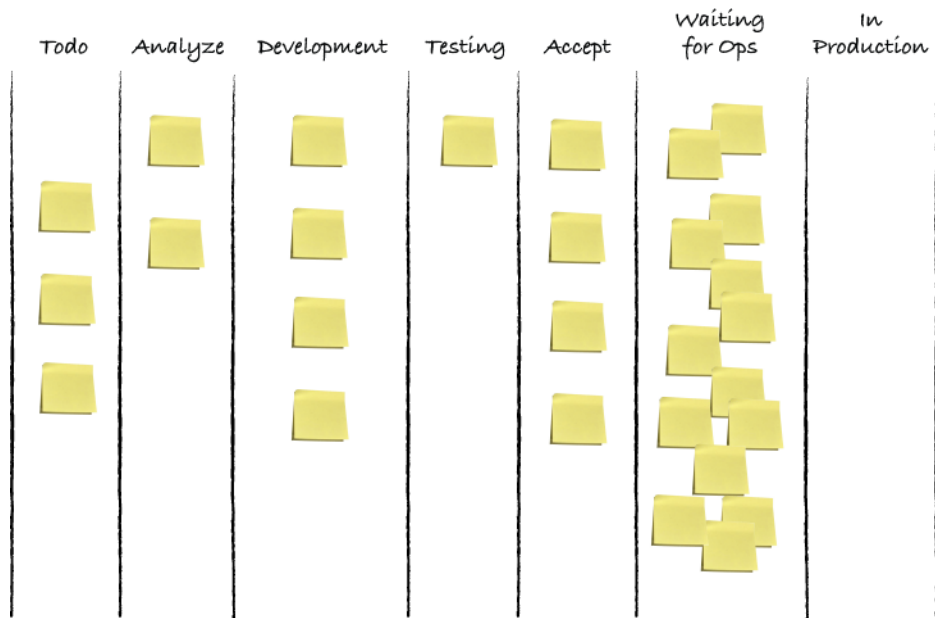 Todo
Analyze
Development
Testing
Accept
Waiting
for Ops
In
Production